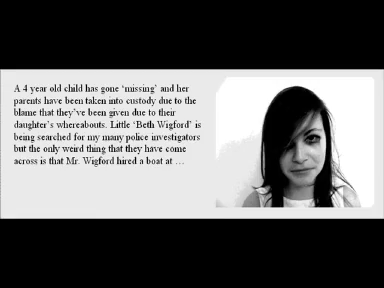 A 4 year old child has gone ‘missing’ and her
parents have been taken into custody due to the
blame that they’ve been given due to their
daughter’s whereabouts. Little ‘Beth Wigford’ is
being searched for my many police investigators
but the only weird thing that they have come
across is that Mr. Wigford hired a boat at …